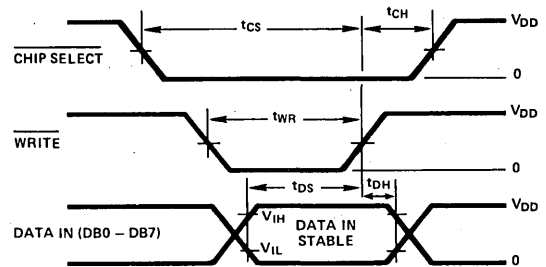 tCS
tCH
VDD
CHIP SELECT
0
tWR
VDD
WRITE
0
tDS
tDH
VDD
VIH
DATA IN (DB0 – DB7)
DATA IN
STABLE
VIL
0